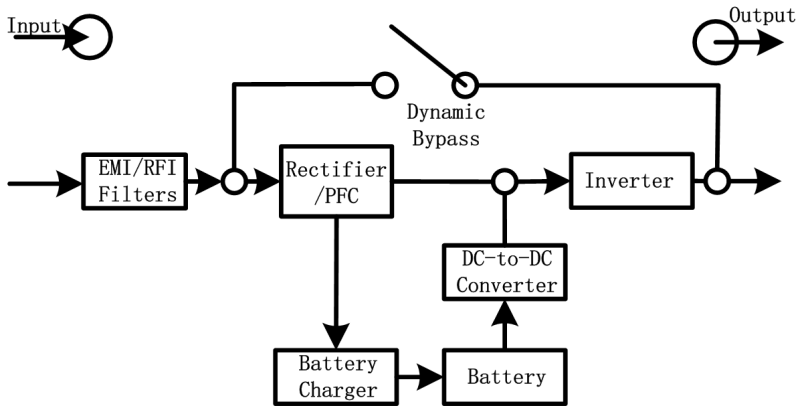 Input
Output
Dynamic
Bypass
EMI/RFI
Filters
Rectifier
/PFC
Inverter
DC-to-DC
Converter
Battery
Charger
Battery